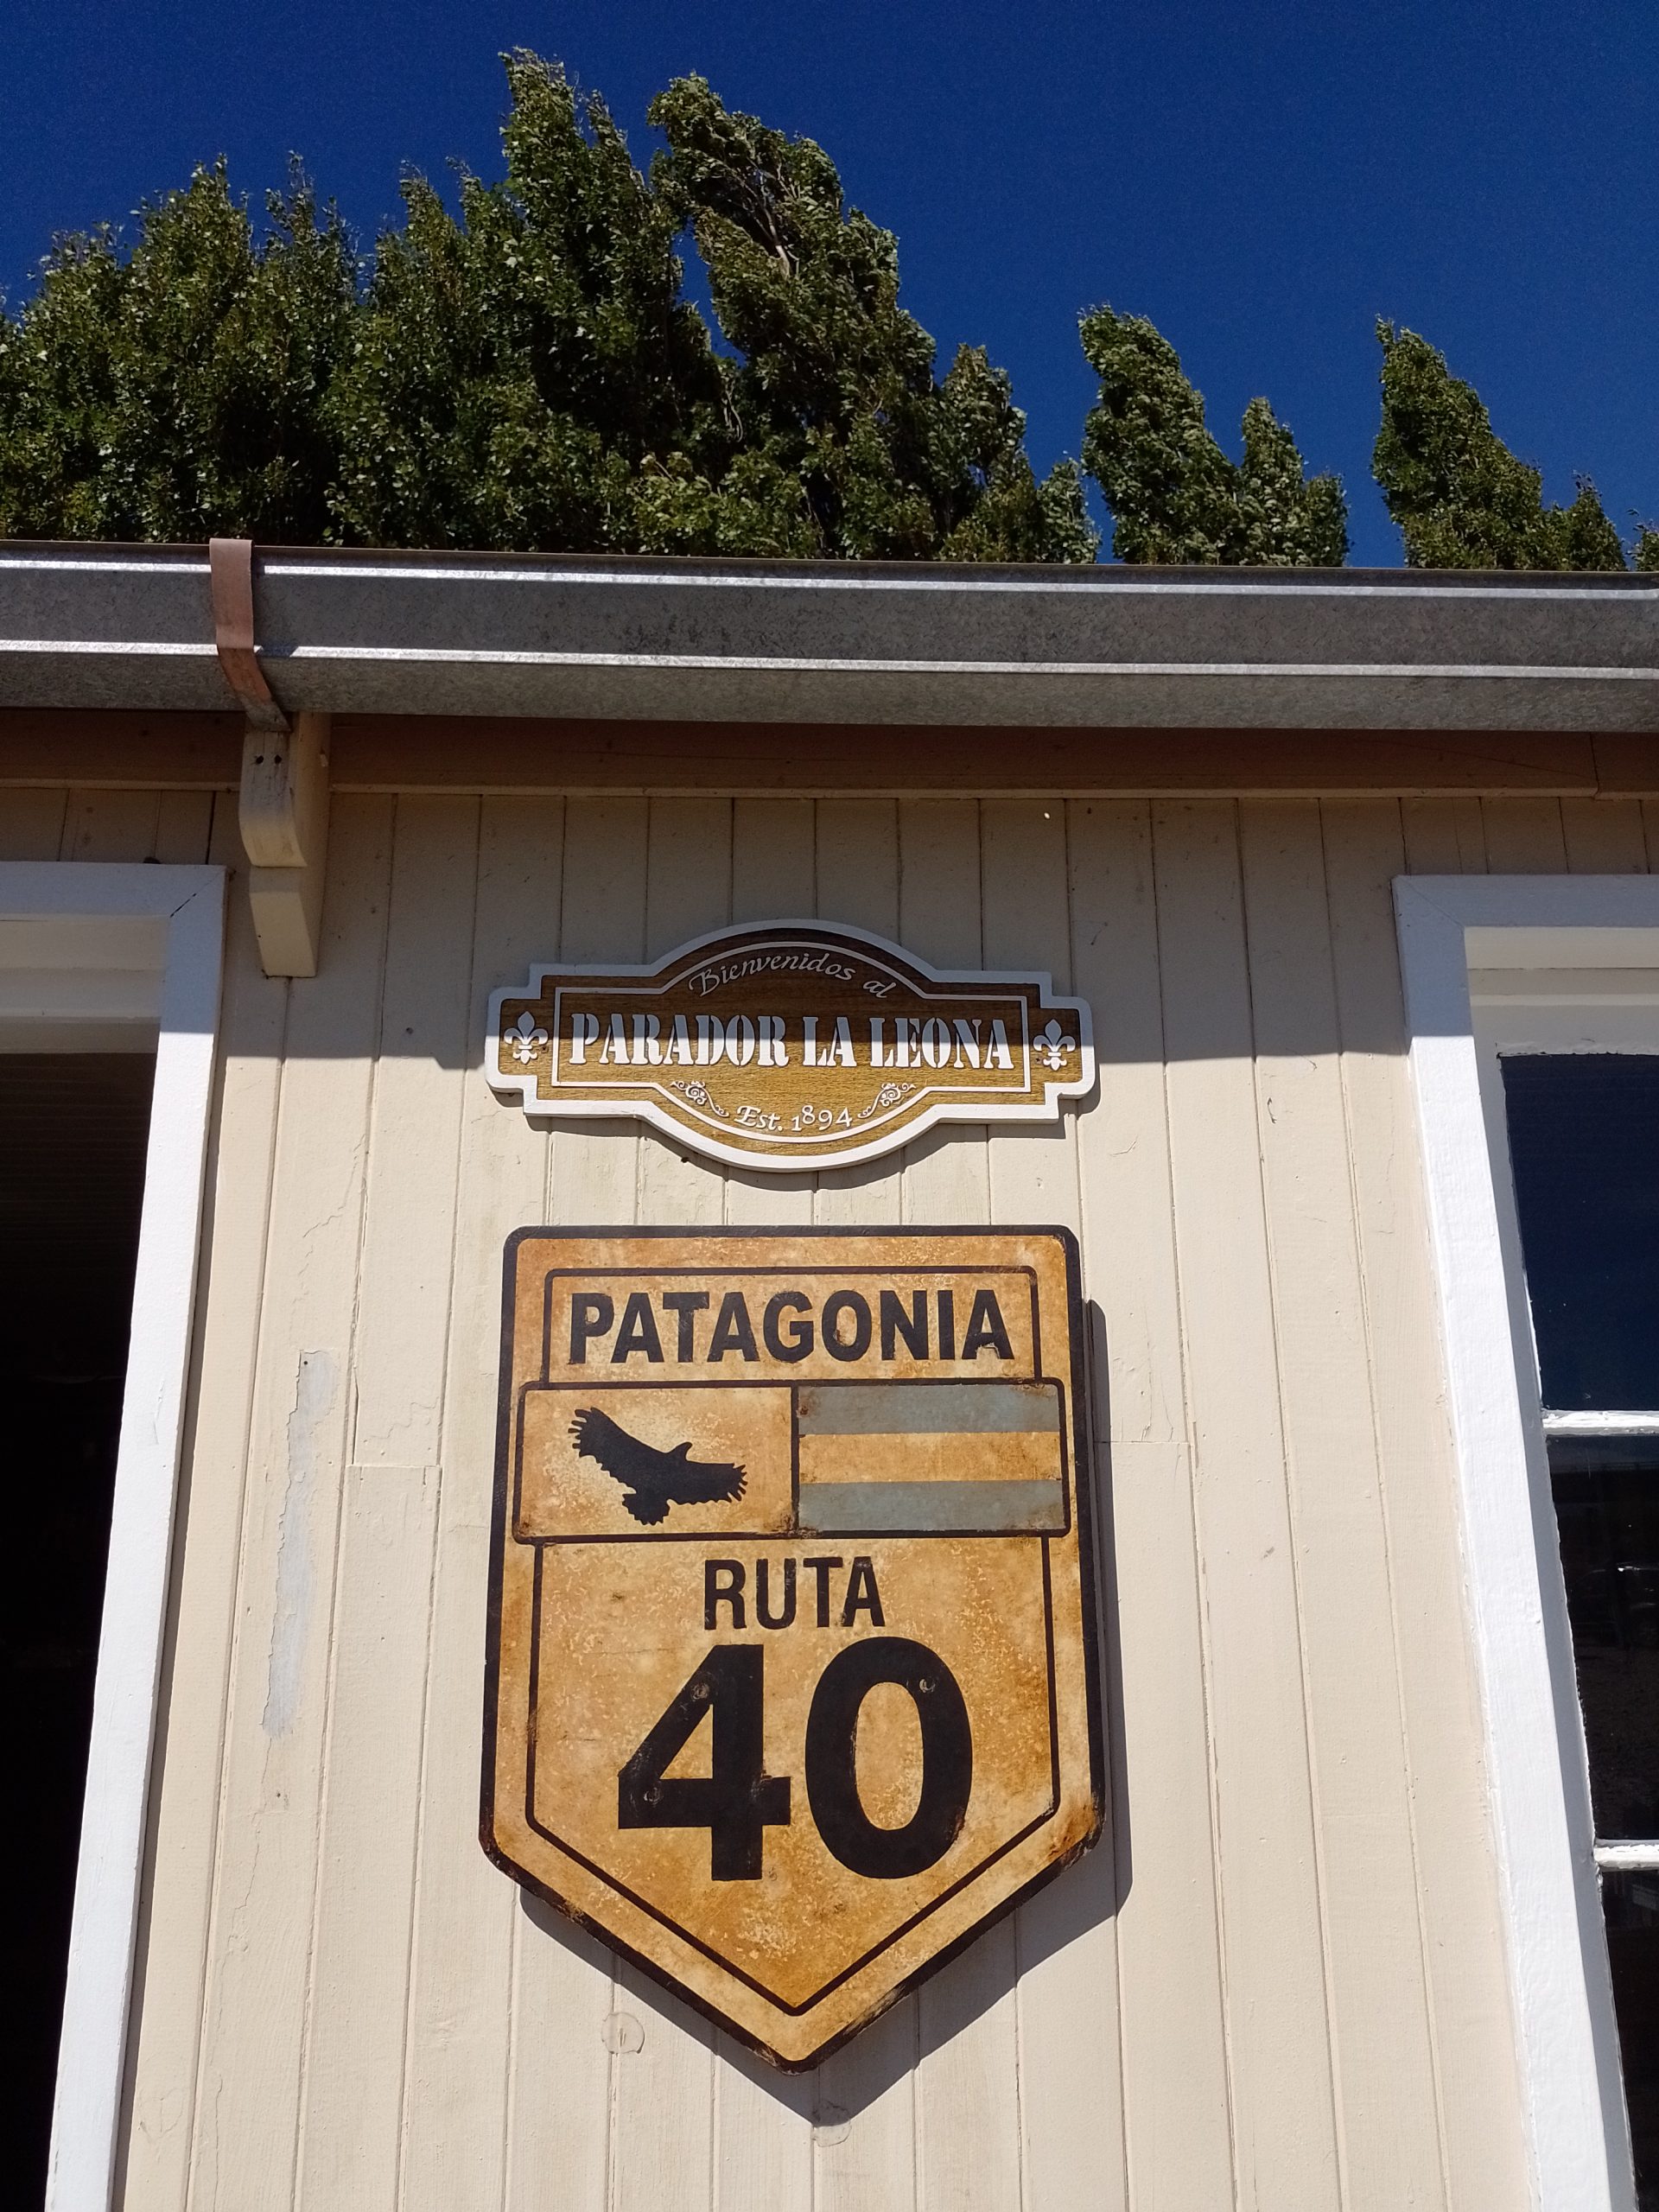 Bienvenidos al
PARADOR LA LEONA
Est. 1894
PATAGONIA
RUTA
40